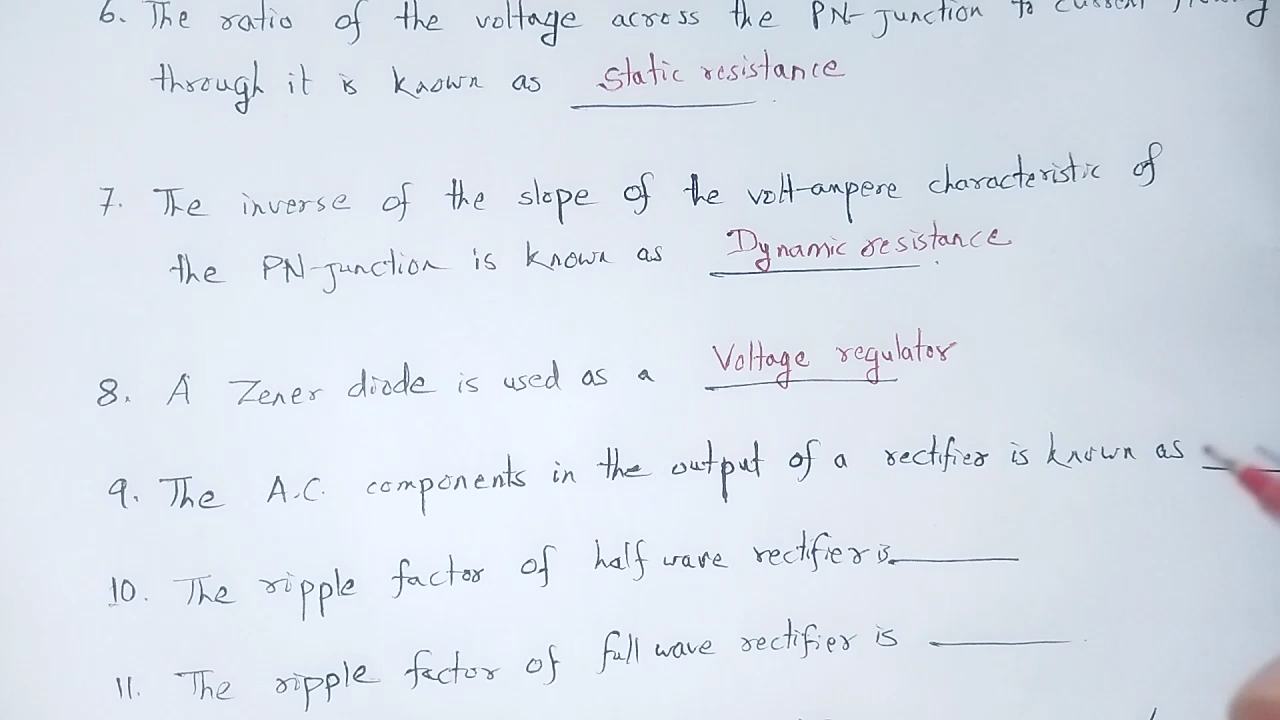 6. The ratio of the voltage across the PN-junction to current
through it is known as Static resistance
7. The inverse of the slope of the volt-ampere characteristic of
the PN-junction is known as Dynamic resistance
8. A Zener diode is used as a Voltage regulator
9. The A.C. components in the output of a rectifier is known as
10. The ripple factor of half wave rectifier is
11. The ripple factor of full wave rectifier is